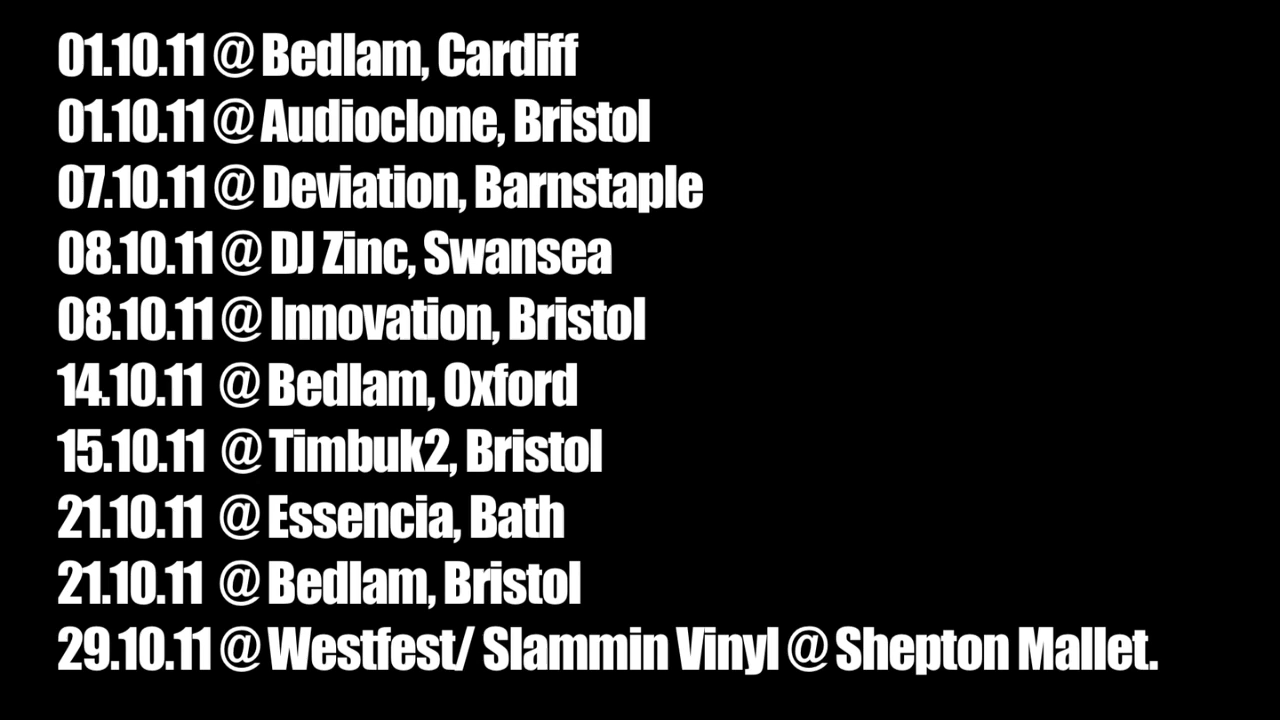 01.10.11 @ Bedlam, Cardiff
01.10.11 @ Audioclone, Bristol
07.10.11 @ Deviation, Barnstaple
08.10.11 @ DJ Zinc, Swansea
08.10.11 @ Innovation, Bristol
14.10.11 @ Bedlam, Oxford
15.10.11 @ Timbuk2, Bristol
21.10.11 @ Essencia, Bath
21.10.11 @ Bedlam, Bristol
29.10.11 @ Westfest/ Slammin Vinyl @ Shepton Mallet.